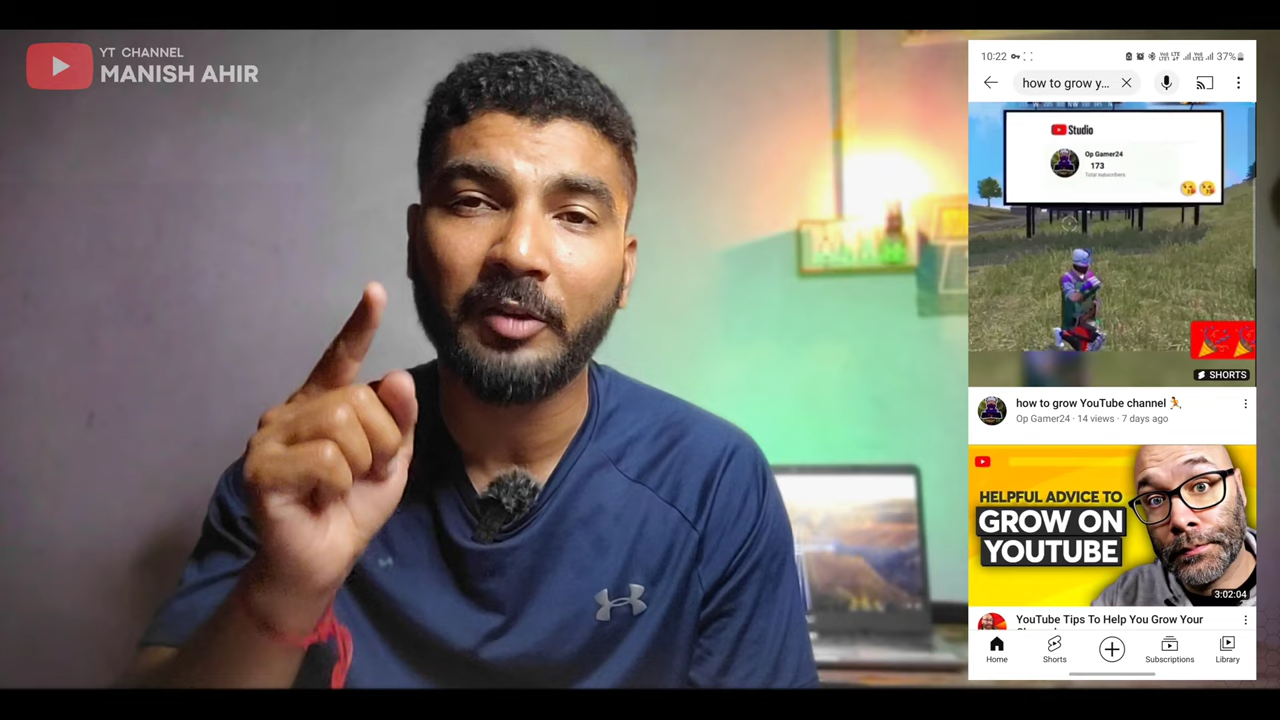 YT CHANNEL
MANISH AHIR
10:22
37%
how to grow y...
Studio
Op Gamer24
173
Total subscribers
SHORTS
how to grow YouTube channel
Op Gamer24 · 14 views · 7 days ago
HELPFUL ADVICE TO
GROW ON
YOUTUBE
3:02:04
YouTube Tips To Help You Grow Your
Home
Shorts
Subscriptions
Library